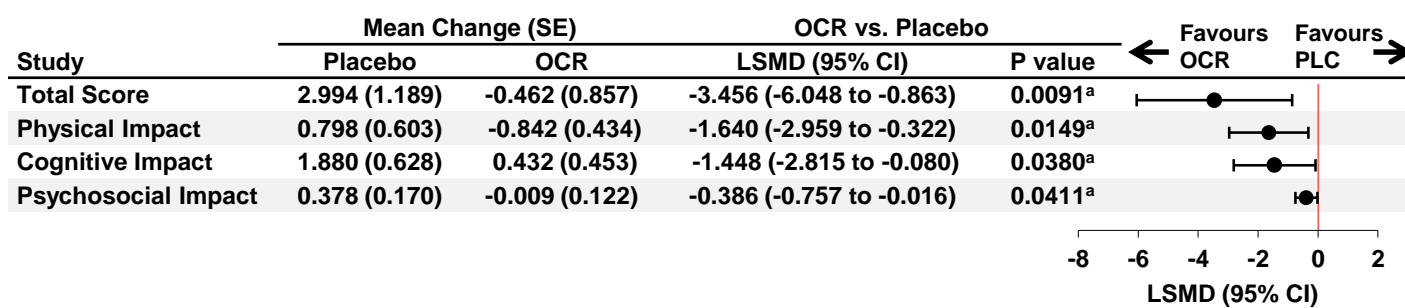 Mean Change (SE) OCR vs. Placebo Favours OCR Favours PLC
Study Placebo OCR LSMD (95% CI) P value
Total Score 2.994 (1.189) -0.462 (0.857) -3.456 (-6.048 to -0.863) 0.0091ᵃ
Physical Impact 0.798 (0.603) -0.842 (0.434) -1.640 (-2.959 to -0.322) 0.0149ᵃ
Cognitive Impact 1.880 (0.628) 0.432 (0.453) -1.448 (-2.815 to -0.080) 0.0380ᵃ
Psychosocial Impact 0.378 (0.170) -0.009 (0.122) -0.386 (-0.757 to -0.016) 0.0411ᵃ
-8 -6 -4 -2 0 2
LSMD (95% CI)